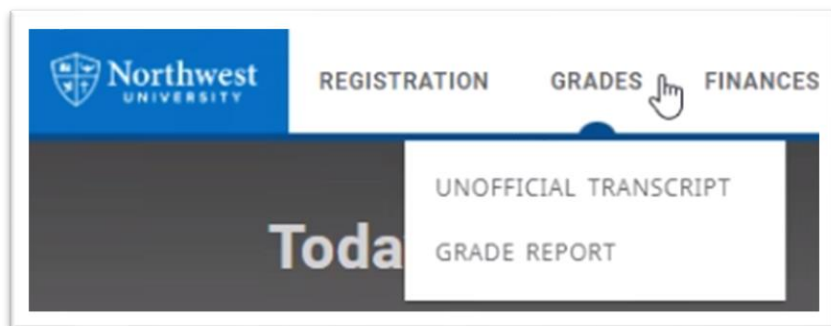 Northwest
UNIVERSITY
REGISTRATION GRADES FINANCES
UNOFFICIAL TRANSCRIPT
Toda
GRADE REPORT